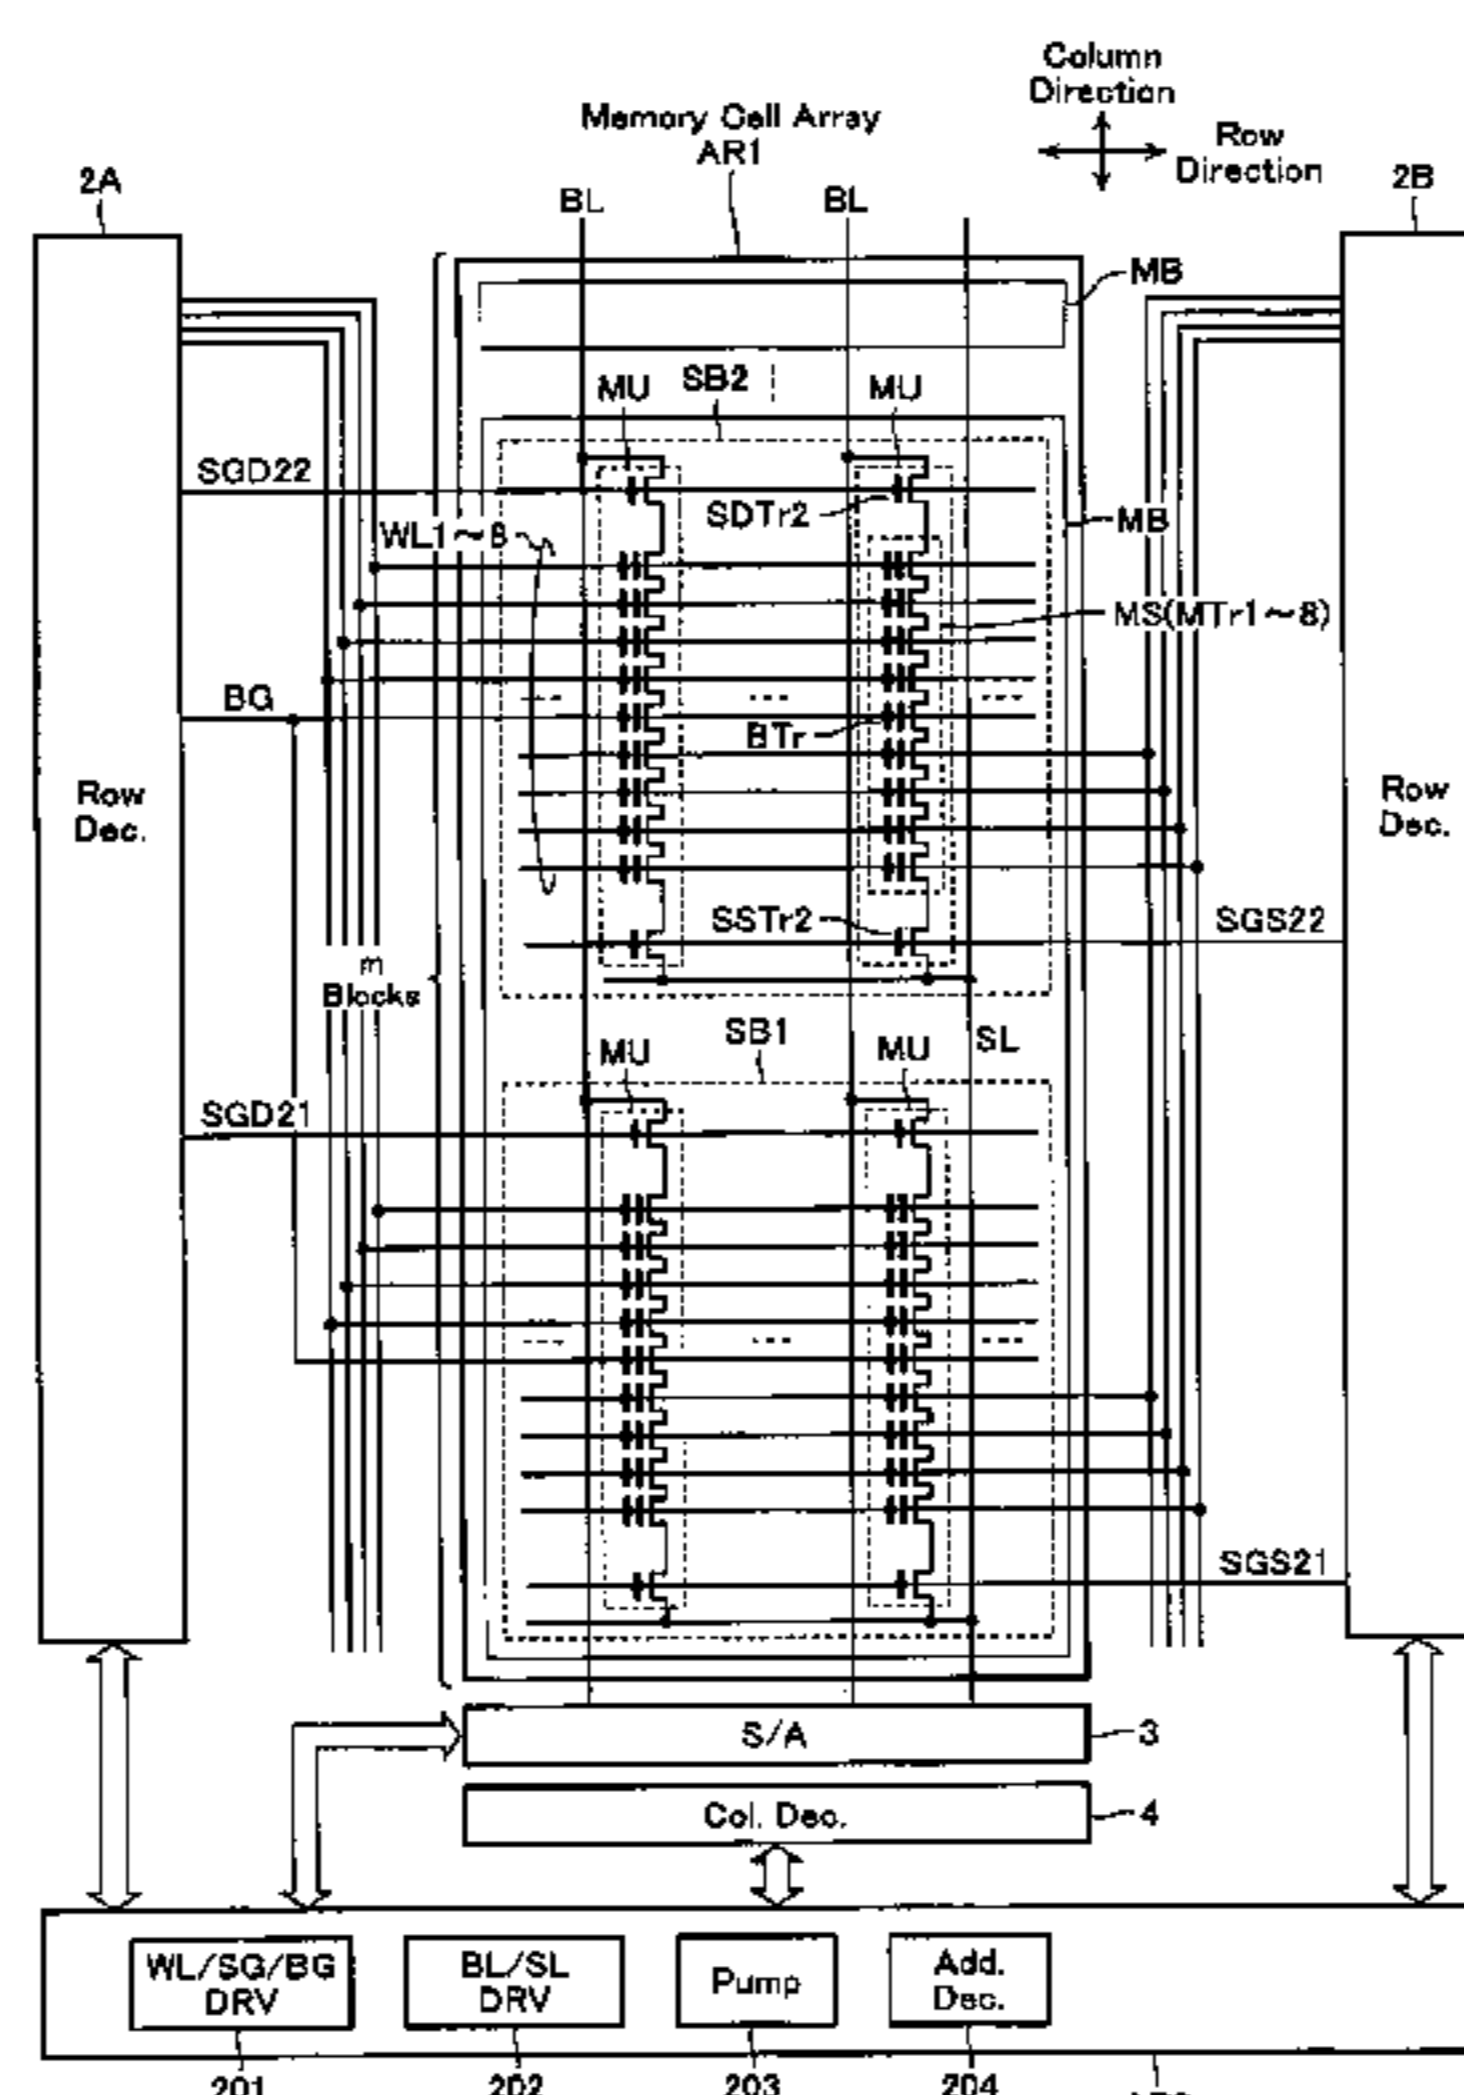 Column
Direction
Memory Cell Array
AR1
Row
Direction
2A
2B
BL
BL
MB
SB2
MU
MU
SGD22
SDTr2
MB
WL1~8
MS(MTr1~8)
BG
BTr
Row
Dec.
Row
Dec.
SSTr2
SGS22
m
Blocks
SB1
SL
MU
MU
SGD21
SGS21
S/A
3
Col. Dec.
4
WL/SG/BG
DRV
BL/SL
DRV
Pump
Add.
Dec.
201
202
203
204